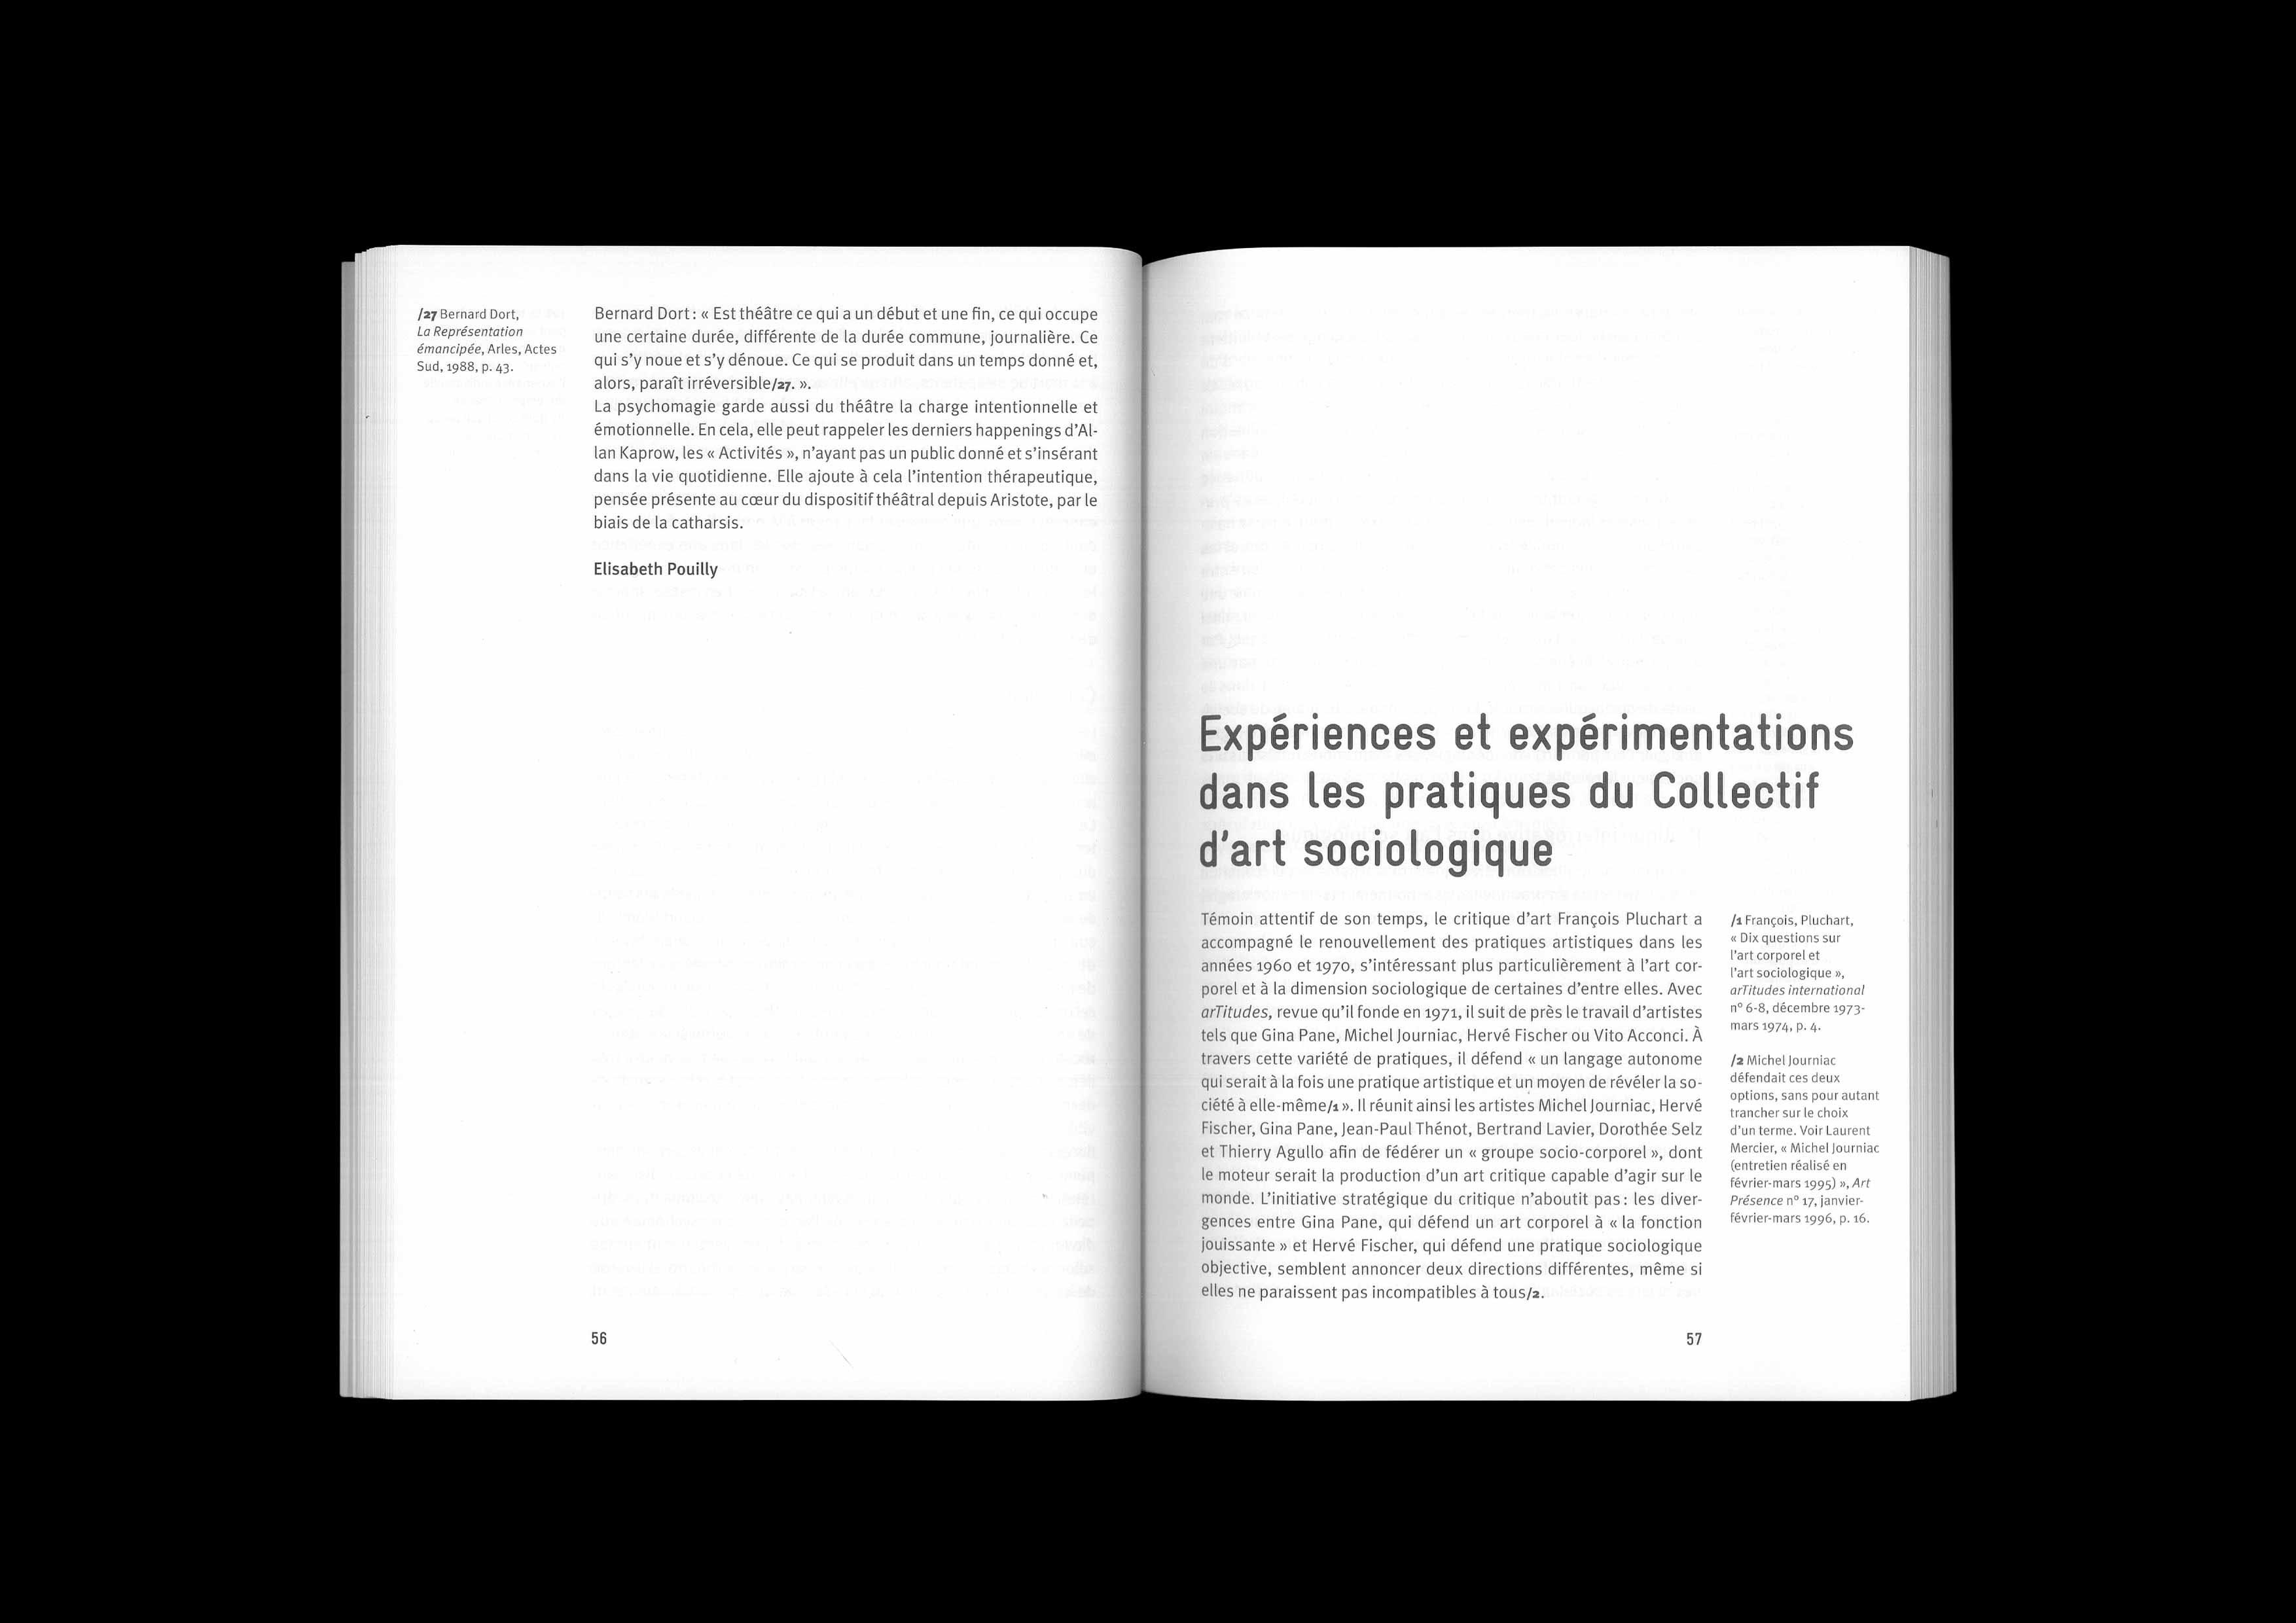 /27 Bernard Dort,
La Représentation
émancipée, Arles, Actes
Sud, 1988, p. 43.
Bernard Dort : « Est théâtre ce qui a un début et une fin, ce qui occupe
une certaine durée, différente de la durée commune, journalière. Ce
qui s’y noue et s’y dénoue. Ce qui se produit dans un temps donné et,
alors, paraît irréversible/27. ».
La psychomagie garde aussi du théâtre la charge intentionnelle et
émotionnelle. En cela, elle peut rappeler les derniers happenings d’Al-
lan Kaprow, les « Activités », n’ayant pas un public donné et s’insérant
dans la vie quotidienne. Elle ajoute à cela l’intention thérapeutique,
pensée présente au cœur du dispositif théâtral depuis Aristote, par le
biais de la catharsis.
Elisabeth Pouilly
56
Expériences et expérimentations
dans les pratiques du Collectif
d’art sociologique
Témoin attentif de son temps, le critique d’art François Pluchart a
accompagné le renouvellement des pratiques artistiques dans les
années 1960 et 1970, s’intéressant plus particulièrement à l’art cor-
porel et à la dimension sociologique de certaines d’entre elles. Avec
arTitudes, revue qu’il fonde en 1971, il suit de près le travail d’artistes
tels que Gina Pane, Michel Journiac, Hervé Fischer ou Vito Acconci. À
travers cette variété de pratiques, il défend « un langage autonome
qui serait à la fois une pratique artistique et un moyen de révéler la so-
ciété à elle-même/1 ». Il réunit ainsi les artistes Michel Journiac, Hervé
Fischer, Gina Pane, Jean-Paul Thénot, Bertrand Lavier, Dorothée Selz
et Thierry Agullo afin de fédérer un « groupe socio-corporel », dont
le moteur serait la production d’un art critique capable d’agir sur le
monde. L’initiative stratégique du critique n’aboutit pas : les diver-
gences entre Gina Pane, qui défend un art corporel à « la fonction
jouissante » et Hervé Fischer, qui défend une pratique sociologique
objective, semblent annoncer deux directions différentes, même si
elles ne paraissent pas incompatibles à tous/2.
/1 François, Pluchart,
« Dix questions sur
l’art corporel et
l’art sociologique »,
arTitudes international
n° 6-8, décembre 1973-
mars 1974, p. 4.
/2 Michel Journiac
défendait ces deux
options, sans pour autant
trancher sur le choix
d’un terme. Voir Laurent
Mercier, « Michel Journiac
(entretien réalisé en
février-mars 1995) », Art
Présence n° 17, janvier-
février-mars 1996, p. 16.
57